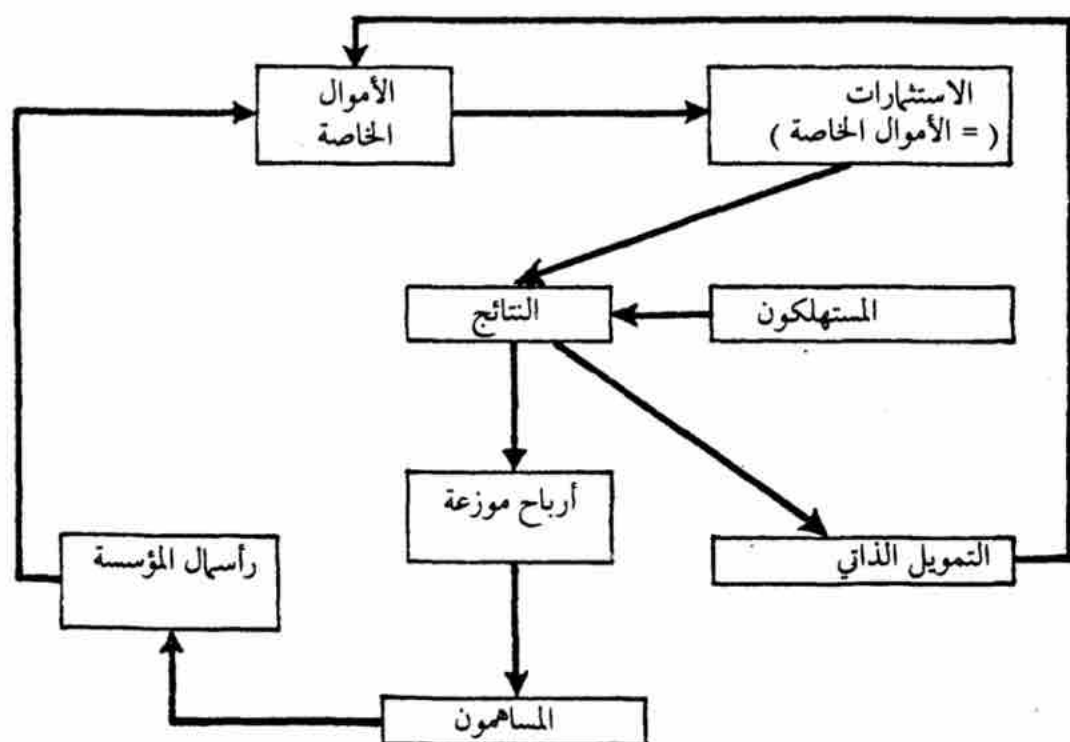 الأموال
الخاصة
الاستثمارات
( = الأموال الخاصة )
النتائج
المستهلكون
أرباح موزعة
رأسمال المؤسسة
التمويل الذاتي
المساهمون